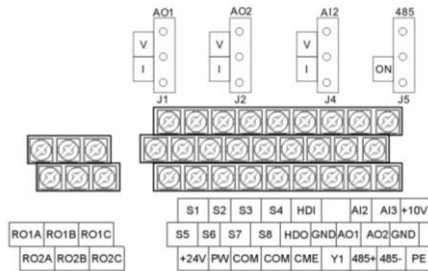 AO1 AO2 AI2 485
V V V
I I I ON
J1 J2 J4 J5
S1 S2 S3 S4 HDI AI2 AI3 +10V
RO1A RO1B RO1C S5 S6 S7 S8 HDO GND AO1 AO2 GND
RO2A RO2B RO2C +24V PW COM COM CME Y1 485+ 485- PE